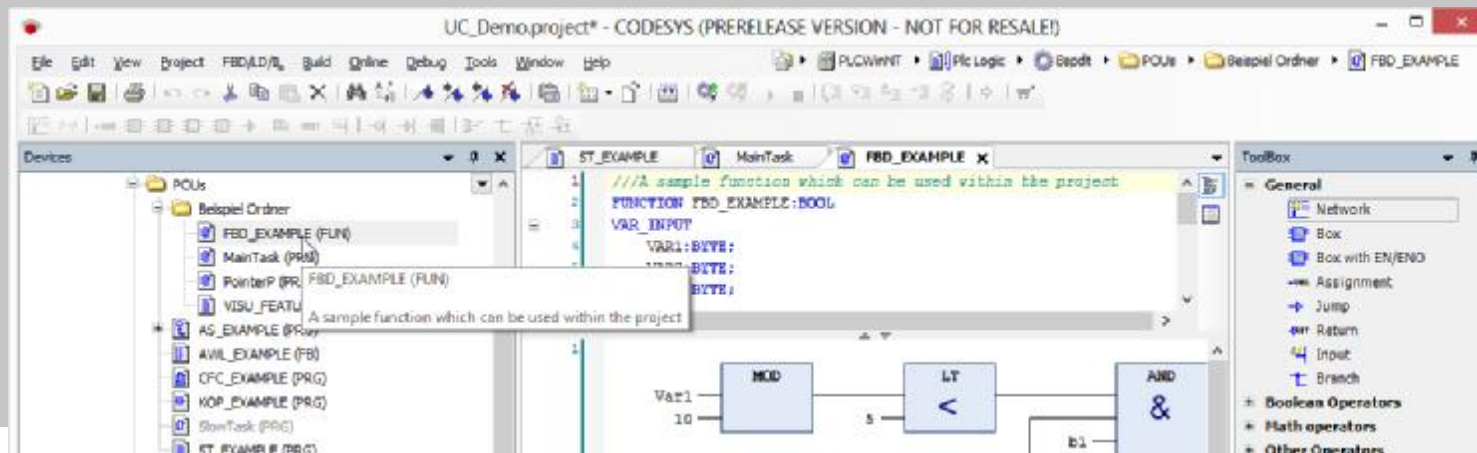 UC_Demo.project* - CODESYS (PRERELEASE VERSION - NOT FOR RESALE!)
File Edit View Project FBD/LD/IL Build Online Debug Tools Window Help
PLCWinNT Plc Logic POUs Beispiel Ordner FBD_EXAMPLE
Devices
POUs
Beispiel Ordner
FBD_EXAMPLE (FUN)
MainTask (PRG)
PointerP (PR
VISU_FEATU
AS_EXAMPLE (PRG)
AWL_EXAMPLE (FB)
CFC_EXAMPLE (PRG)
KOP_EXAMPLE (PRG)
SlowTask (PRG)
ST_EXAMPLE (PRG)
FBD_EXAMPLE (FUN)
A sample function which can be used within the project
ST_EXAMPLE MainTask FBD_EXAMPLE
1 ///A sample function which can be used within the project
2 FUNCTION FBD_EXAMPLE:BOOL
3 VAR_INPUT
4 VAR1:BYTE;
BYTE;
BYTE;
1
MOD LT AND
Var1 < &
10 5
b1
ToolBox
General
Network
Box
Box with EN/ENO
Assignment
Jump
Return
Input
Branch
Boolean Operators
Math operators
Other Operators